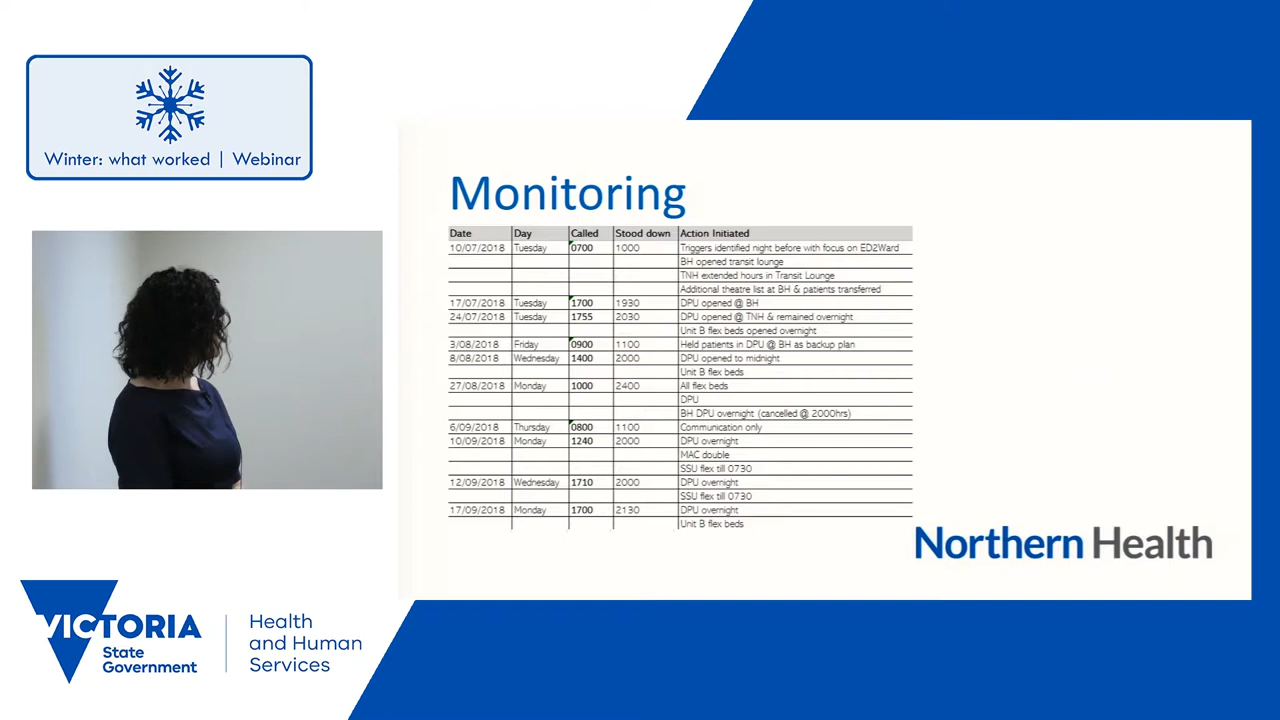 Winter: what worked | Webinar
Monitoring
Date Day Called Stood down Action Initiated
10/07/2018 Tuesday 0700 1000 Triggers identified night before with focus on ED2Ward
BH opened transit lounge
TNH extended hours in Transit Lounge
Additional theatre list at BH & patients transferred
17/07/2018 Tuesday 1700 1930 DPU opened @ BH
24/07/2018 Tuesday 1755 2030 DPU opened @ TNH & remained overnight
Unit B flex beds opened overnight
3/08/2018 Friday 0900 1100 Held patients in DPU @ BH as backup plan
8/08/2018 Wednesday 1400 2000 DPU opened to midnight
Unit B flex beds
27/08/2018 Monday 1000 2400 All flex beds
DPU
BH DPU overnight (cancelled @ 2000hrs)
6/09/2018 Thursday 0800 1100 Communication only
10/09/2018 Monday 1240 2000 DPU overnight
MAC double
SSU flex till 0730
12/09/2018 Wednesday 1710 2000 DPU overnight
SSU flex till 0730
17/09/2018 Monday 1700 2130 DPU overnight
Unit B flex beds
Northern Health
VICTORIA
State
Government
Health
and Human
Services